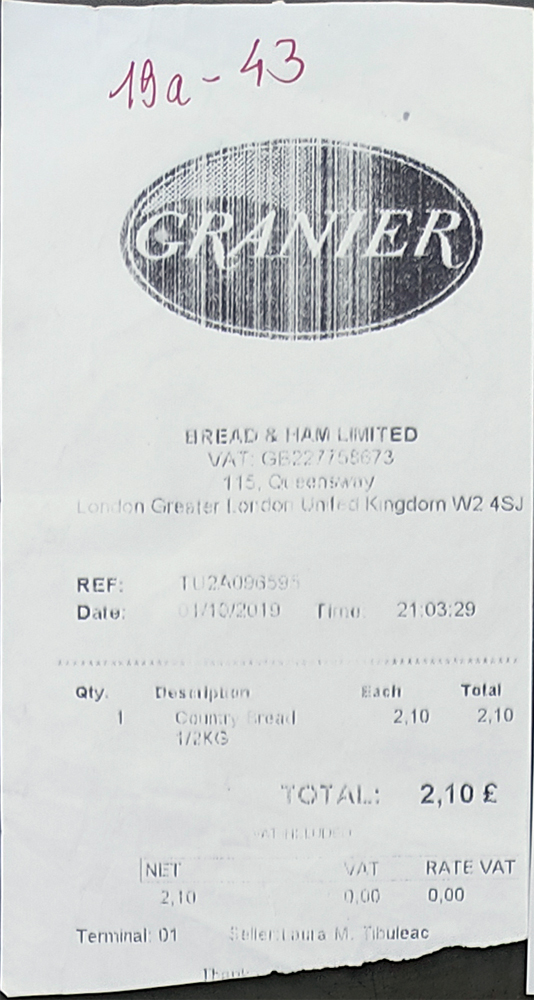 19a - 43
GRANIER
BREAD & HAM LIMITED
VAT: GB227758673
115, Queensway
London Greater London United Kingdom W2 4SJ
REF: TU2A096595
Date: 01/10/2019 Time: 21:03:29
Qty. Description Each Total
1 Country Bread 2,10 2,10
1/2KG
TOTAL: 2,10 £
VAT INCLUDED
NET VAT RATE VAT
2,10 0,00 0,00
Terminal: 01 Seller: Laura M. Tibuleac